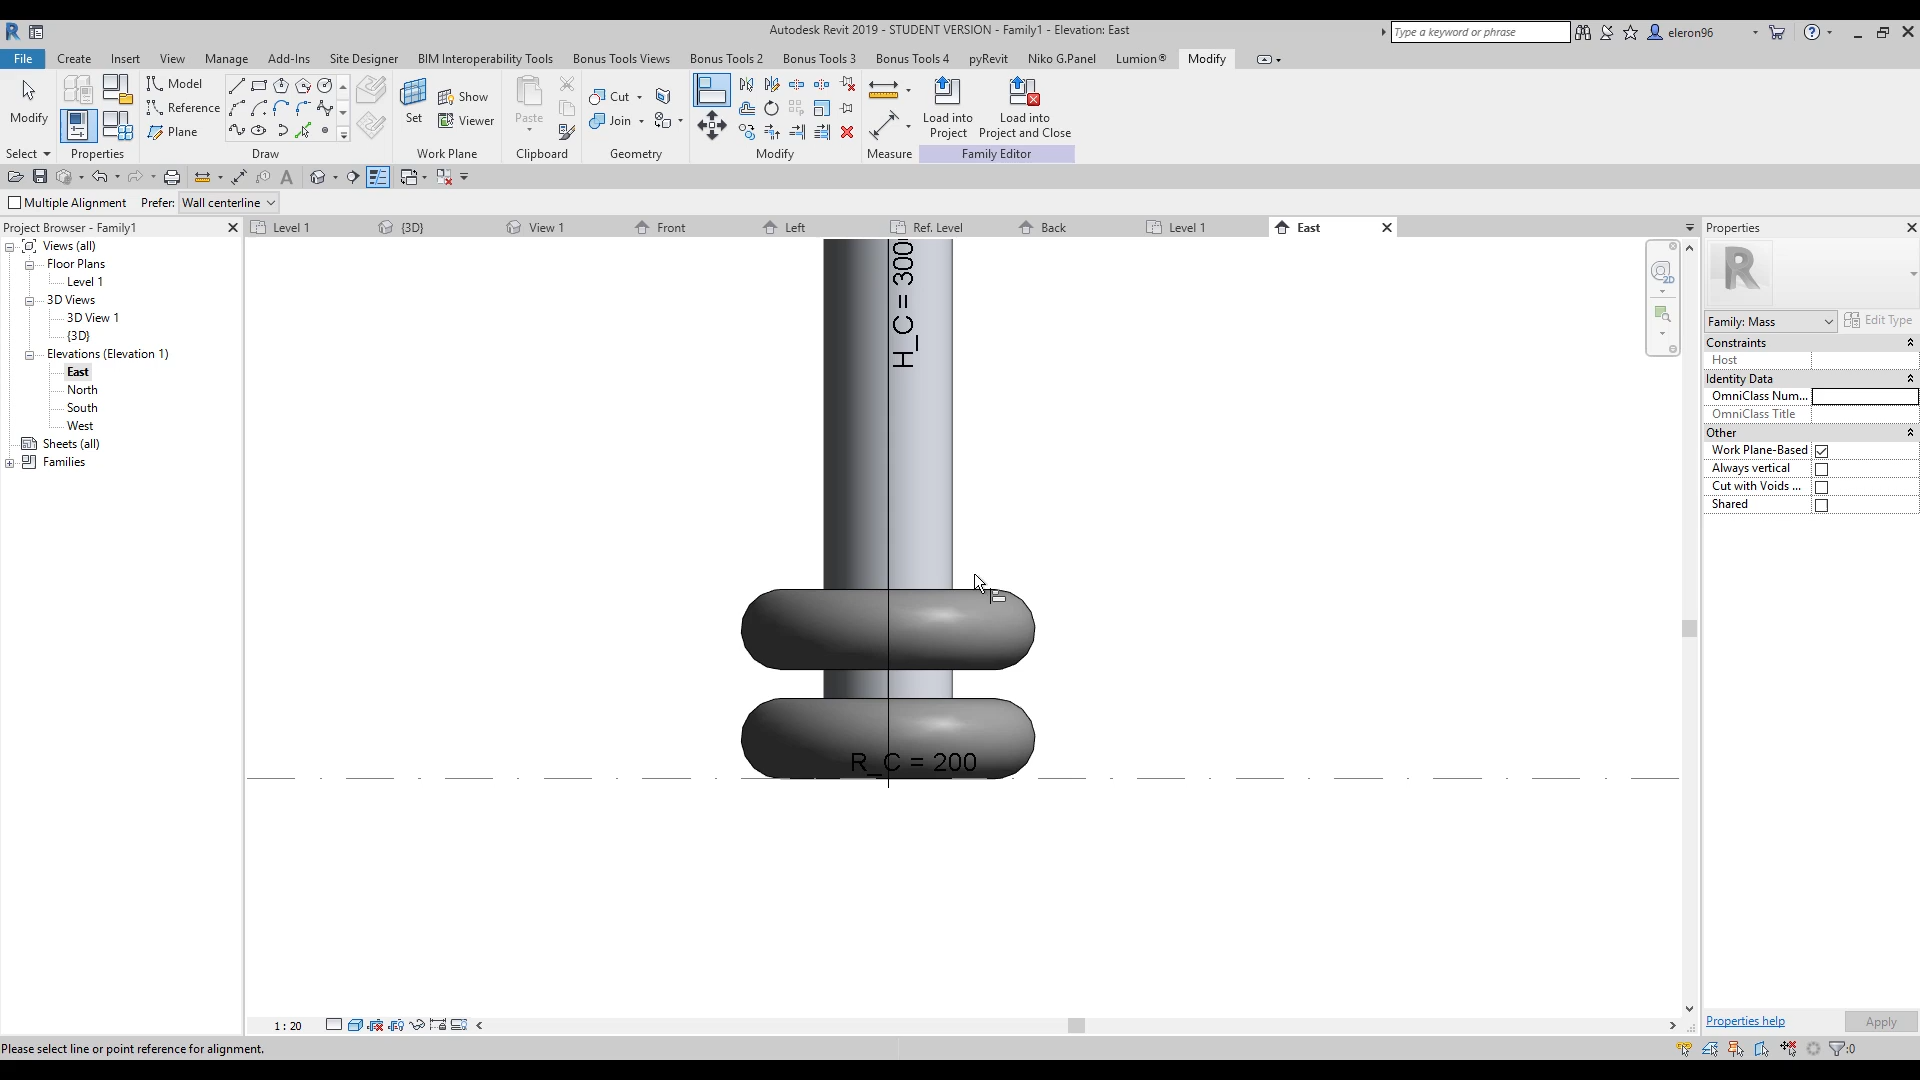 Autodesk Revit 2019 - STUDENT VERSION - Family1 - Elevation: East
Type a keyword or phrase
eleron96
File Create Insert View Manage Add-Ins Site Designer BIM Interoperability Tools Bonus Tools Views Bonus Tools 2 Bonus Tools 3 Bonus Tools 4 pyRevit Niko G.Panel Lumion® Modify
Modify
Model
Reference
Plane
Set
Show
Viewer
Paste
Cut
Join
Load into
Project
Load into
Project and Close
Select Properties Draw Work Plane Clipboard Geometry Modify Measure Family Editor
Multiple Alignment Prefer: Wall centerline
Project Browser - Family1
Level 1 {3D} View 1 Front Left Ref. Level Back Level 1 East
Views (all)
Floor Plans
Level 1
3D Views
3D View 1
{3D}
Elevations (Elevation 1)
East
North
South
West
Sheets (all)
Families
H_C = 300
R_C = 200
2D
Properties
R
Family: Mass Edit Type
Constraints
Host
Identity Data
OmniClass Num...
OmniClass Title
Other
Work Plane-Based
Always vertical
Cut with Voids ...
Shared
Properties help Apply
1 : 20
Please select line or point reference for alignment.
:0